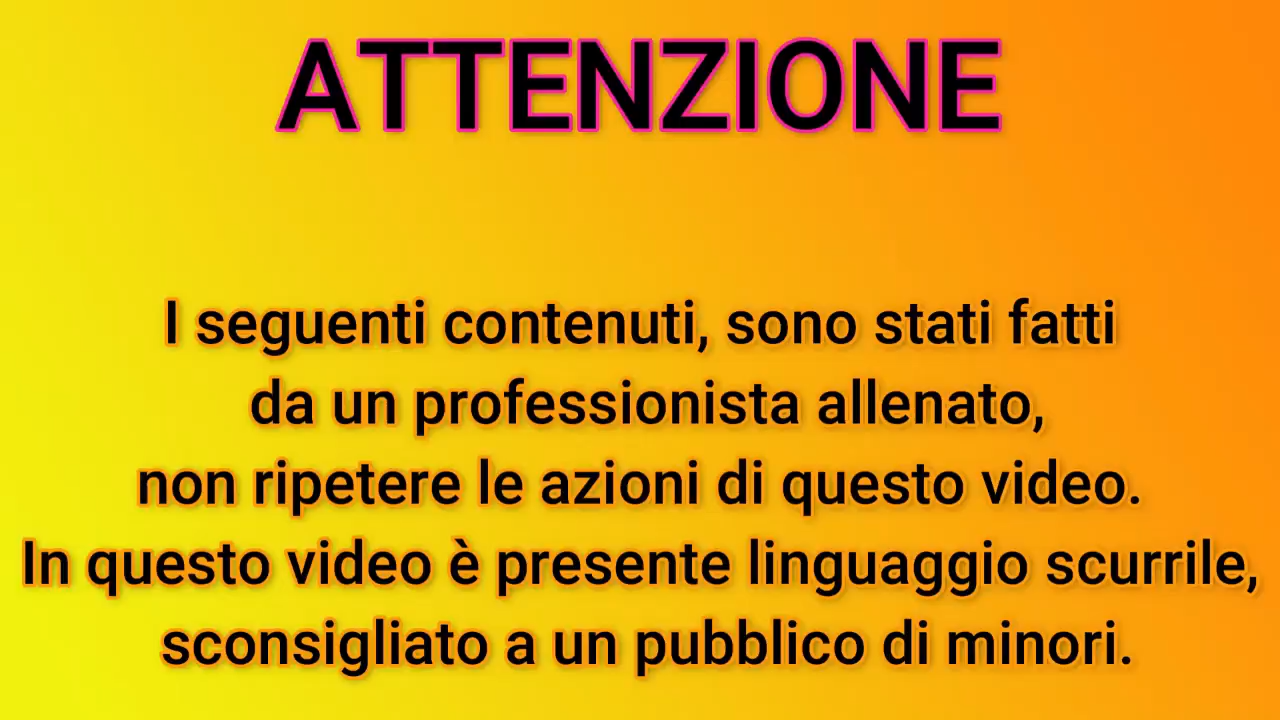 ATTENZIONE
I seguenti contenuti, sono stati fatti
da un professionista allenato,
non ripetere le azioni di questo video.
In questo video è presente linguaggio scurrile,
sconsigliato a un pubblico di minori.